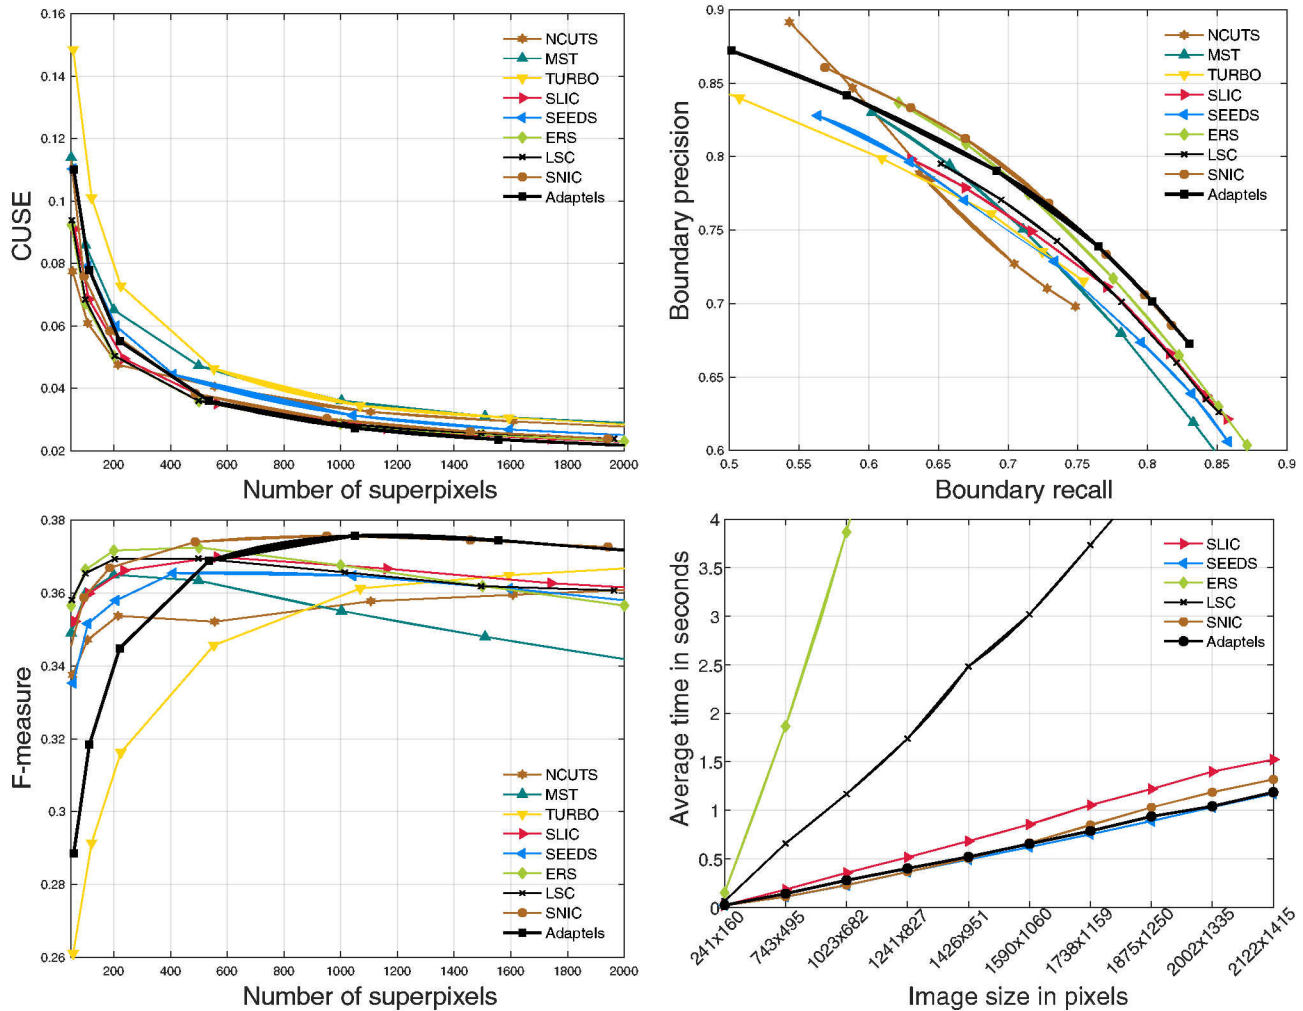 0.16
0.14
0.12
0.1
0.08
0.06
0.04
0.02
CUSE
200 400 600 800 1000 1200 1400 1600 1800 2000
Number of superpixels
NCUTS
MST
TURBO
SLIC
SEEDS
ERS
LSC
SNIC
Adaptels
0.9
0.85
0.8
0.75
0.7
0.65
0.6
Boundary precision
0.5 0.55 0.6 0.65 0.7 0.75 0.8 0.85 0.9
Boundary recall
NCUTS
MST
TURBO
SLIC
SEEDS
ERS
LSC
SNIC
Adaptels
0.38
0.36
0.34
0.32
0.3
0.28
0.26
F-measure
200 400 600 800 1000 1200 1400 1600 1800 2000
Number of superpixels
NCUTS
MST
TURBO
SLIC
SEEDS
ERS
LSC
SNIC
Adaptels
4
3.5
3
2.5
2
1.5
1
0.5
0
Average time in seconds
241x160 743x495 1023x682 1241x827 1426x951 1590x1060 1738x1159 1875x1250 2002x1335 2122x1415
Image size in pixels
SLIC
SEEDS
ERS
LSC
SNIC
Adaptels